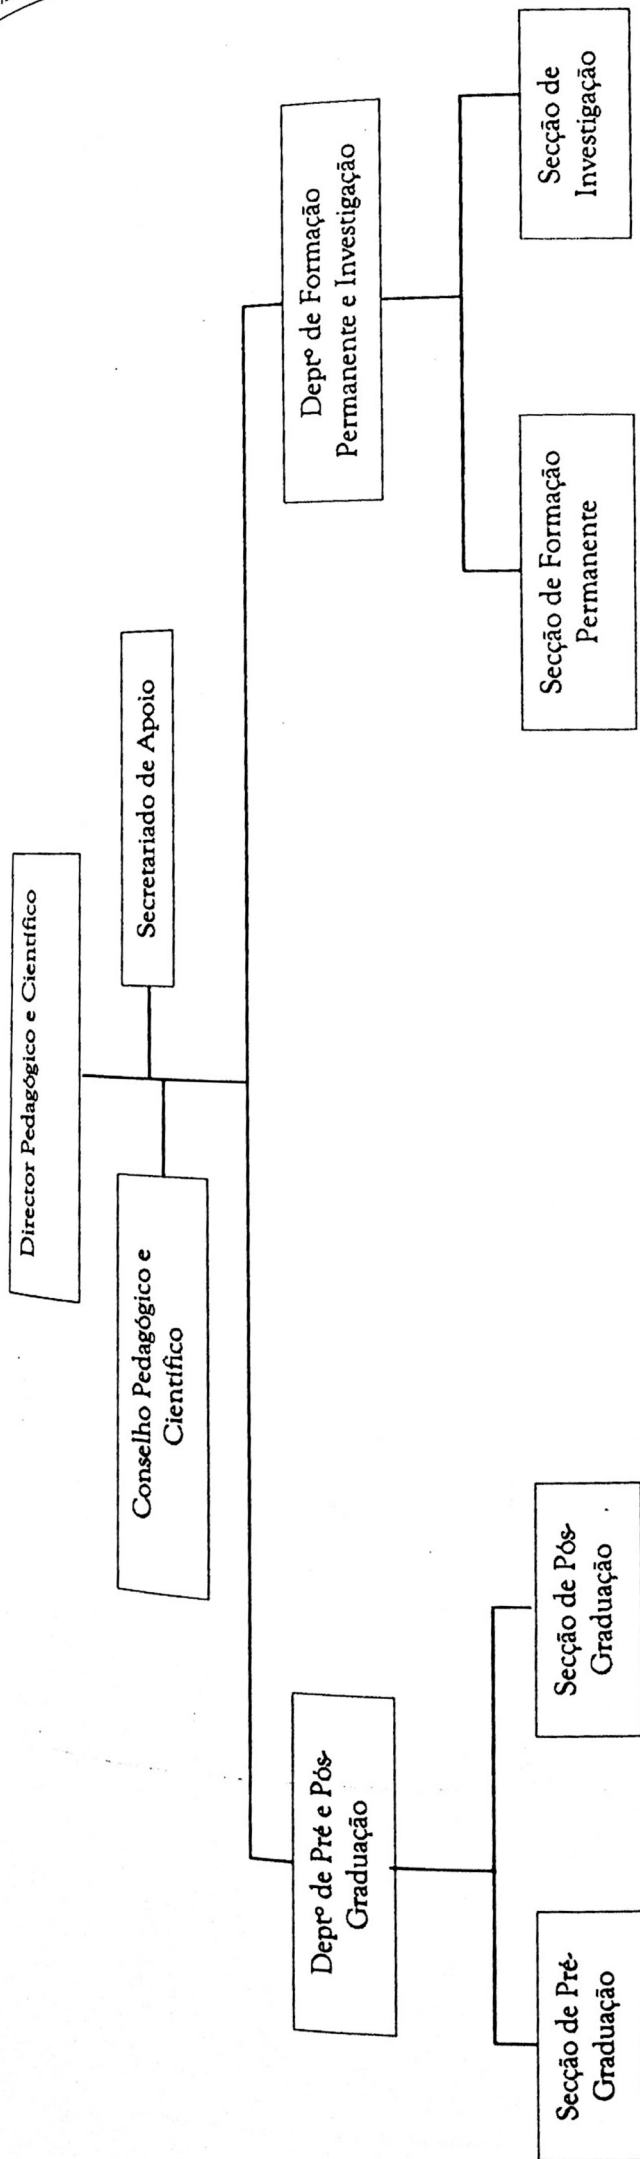 Director Pedagógico e Científico
Secretariado de Apoio
Conselho Pedagógico e
Científico
Deptº de Pré e Pós-
Graduação
Deptº de Formação
Permanente e Investigação
Secção de Pré-
Graduação
Secção de Pós-
Graduação
Secção de Formação
Permanente
Secção de
Investigação